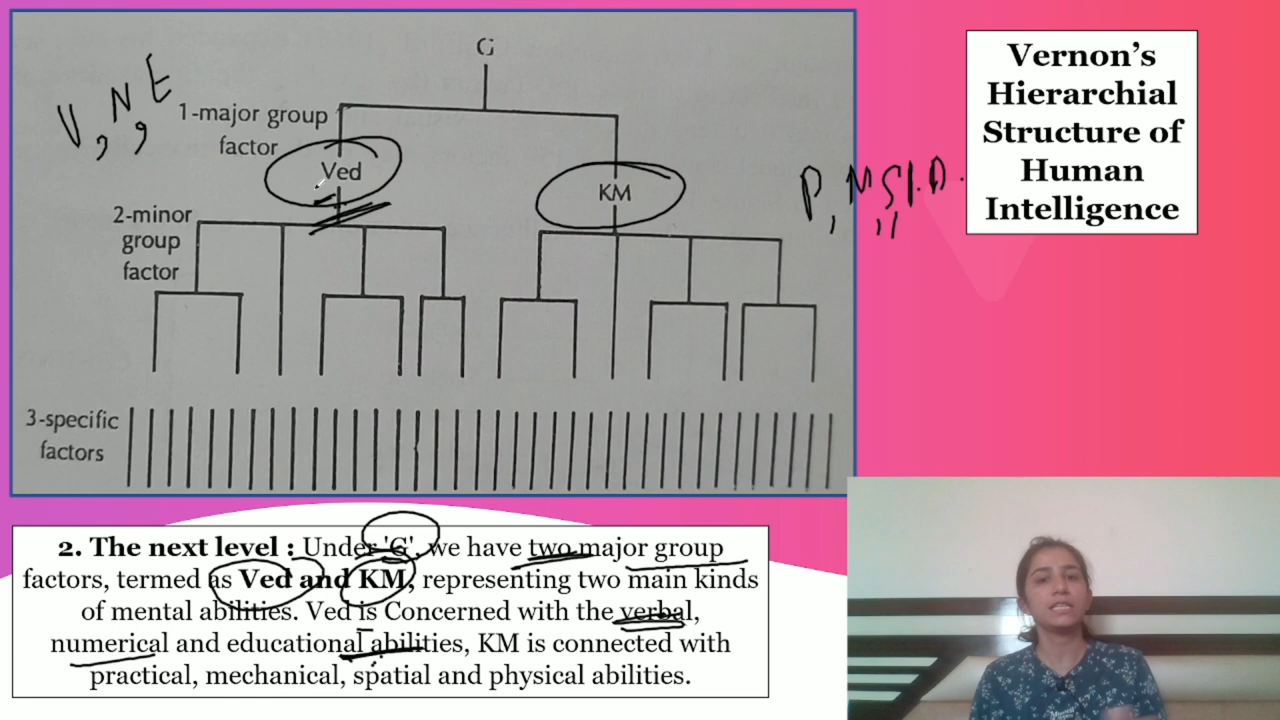 G
V, N, E
1-major group
factor
Ved
KM
P, M, S,
2-minor
group
factor
3-specific
factors
Vernon’s
Hierarchial
Structure of
Human
Intelligence
2. The next level : Under 'G', we have two major group
factors, termed as Ved and KM, representing two main kinds
of mental abilities. Ved is Concerned with the verbal,
numerical and educational abilities, KM is connected with
practical, mechanical, spatial and physical abilities.